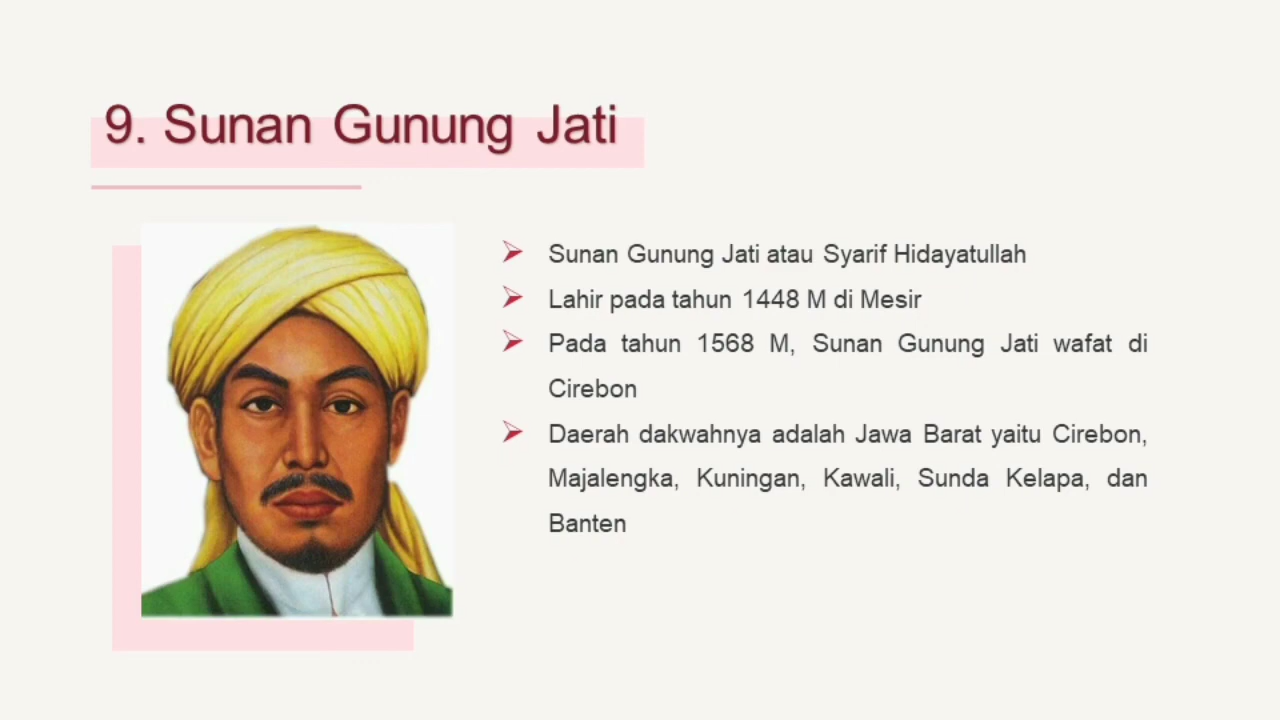 9. Sunan Gunung Jati
Sunan Gunung Jati atau Syarif Hidayatullah
Lahir pada tahun 1448 M di Mesir
Pada tahun 1568 M, Sunan Gunung Jati wafat di
Cirebon
Daerah dakwahnya adalah Jawa Barat yaitu Cirebon,
Majalengka, Kuningan, Kawali, Sunda Kelapa, dan
Banten